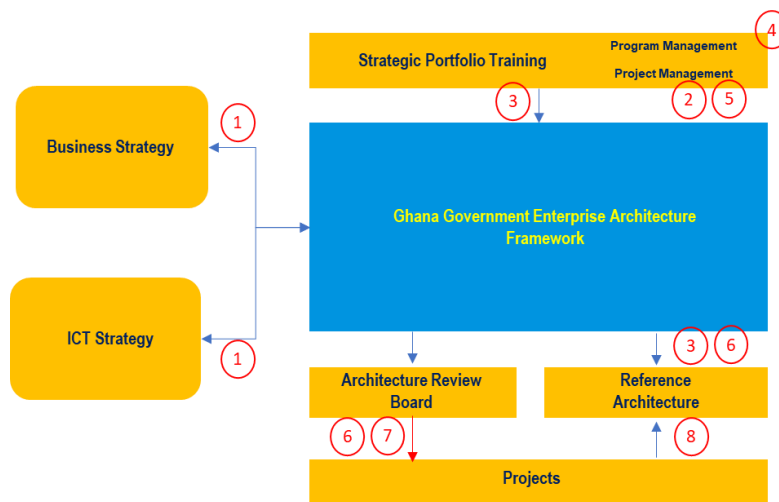 4
Program Management
Strategic Portfolio Training
Project Management
3
2
5
1
Business Strategy
Ghana Government Enterprise Architecture
Framework
ICT Strategy
1
3
6
Architecture Review
Board
Reference
Architecture
6
7
8
Projects